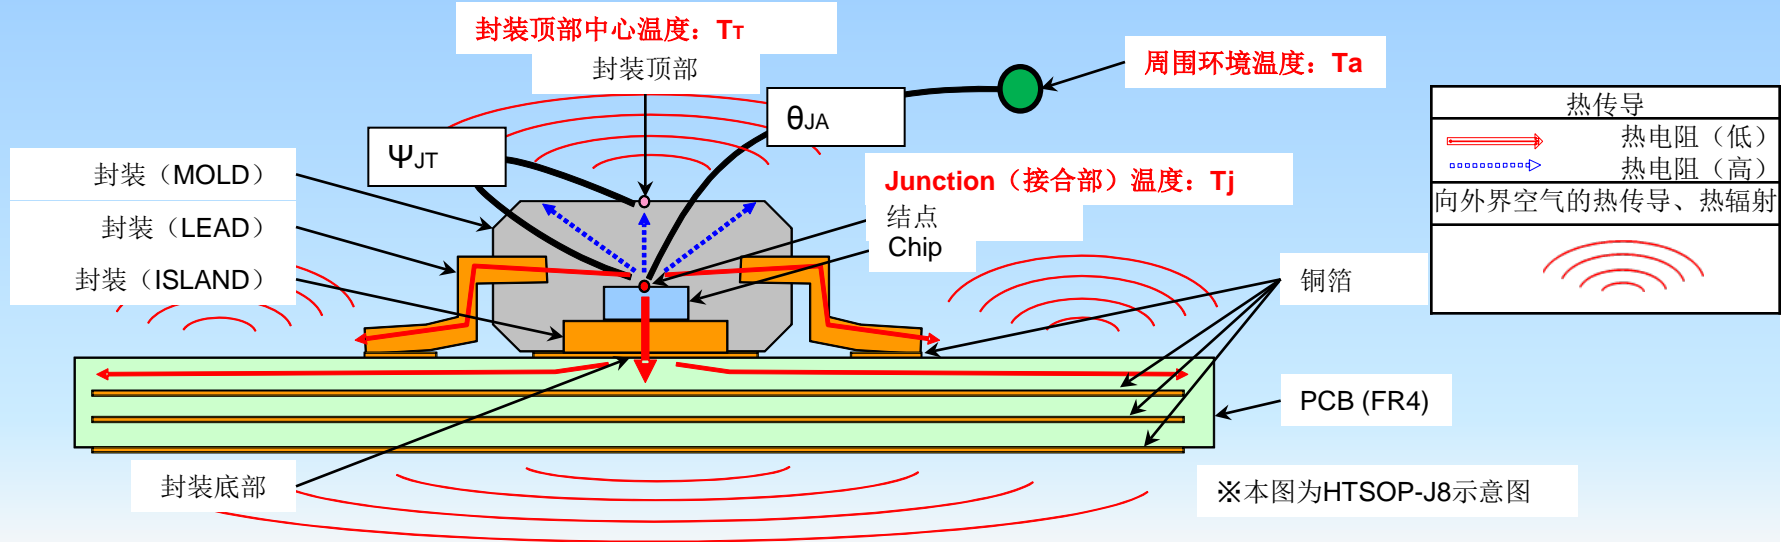 封装顶部中心温度：TT
封装顶部
周围环境温度：Ta
θJA
ΨJT
热传导
热电阻（低）
热电阻（高）
向外界空气的热传导、热辐射
封装（MOLD）
封装（LEAD）
封装（ISLAND）
Junction（接合部）温度：Tj
结点
Chip
铜箔
PCB (FR4)
封装底部
※本图为HTSOP-J8示意图